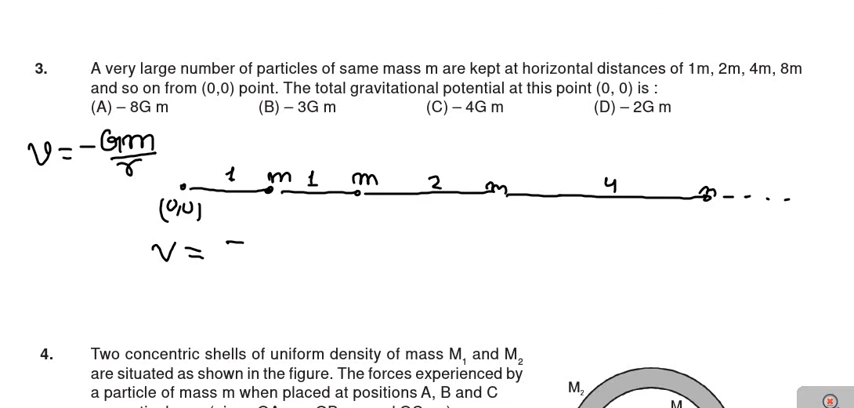 3. A very large number of particles of same mass m are kept at horizontal distances of 1m, 2m, 4m, 8m
and so on from (0,0) point. The total gravitational potential at this point (0, 0) is :
(A) – 8G m (B) – 3G m (C) – 4G m (D) – 2G m
V = - Gm/r
1 m 1 m 2 m 4 m - - - -
(0,0)
V = -
4. Two concentric shells of uniform density of mass M₁ and M₂
are situated as shown in the figure. The forces experienced by
a particle of mass m when placed at positions A, B and C
M₂
M